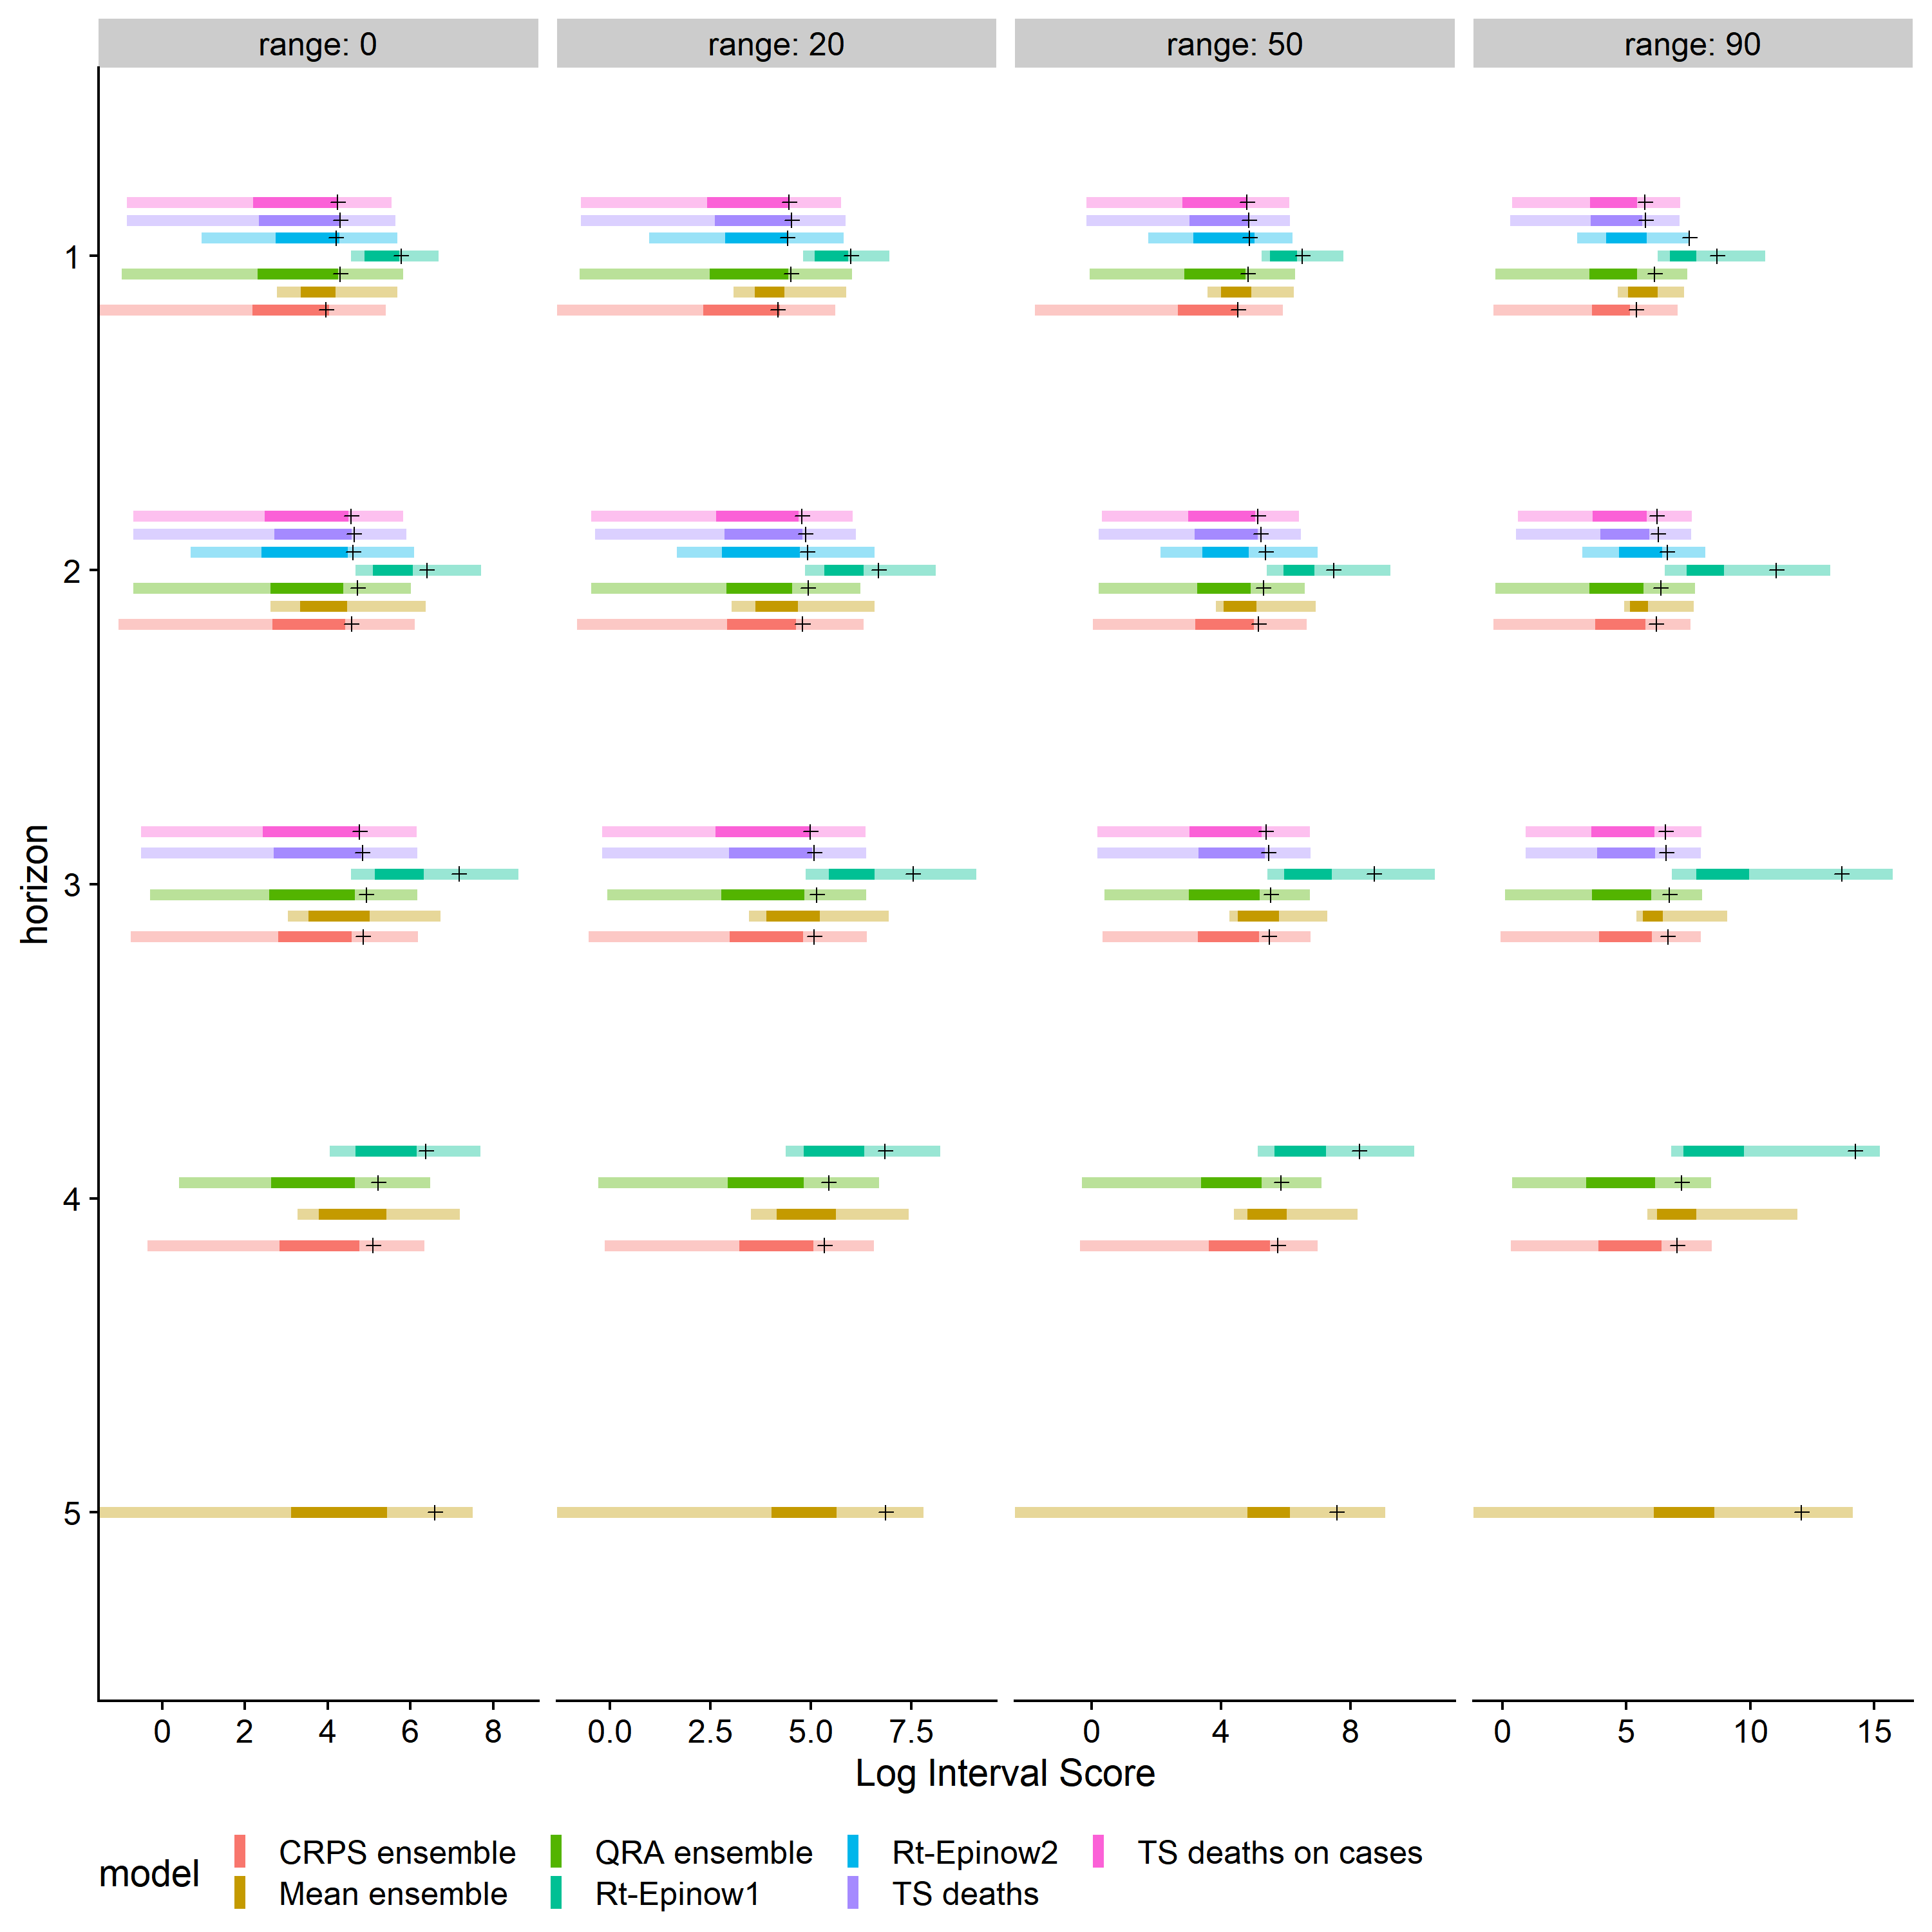 range: 0 range: 20 range: 50 range: 90
horizon
1
2
3
4
5
0 2 4 6 8 0.0 2.5 5.0 7.5 0 4 8 0 5 10 15
Log Interval Score
model
CRPS ensemble QRA ensemble Rt-Epinow2 TS deaths on cases
Mean ensemble Rt-Epinow1 TS deaths